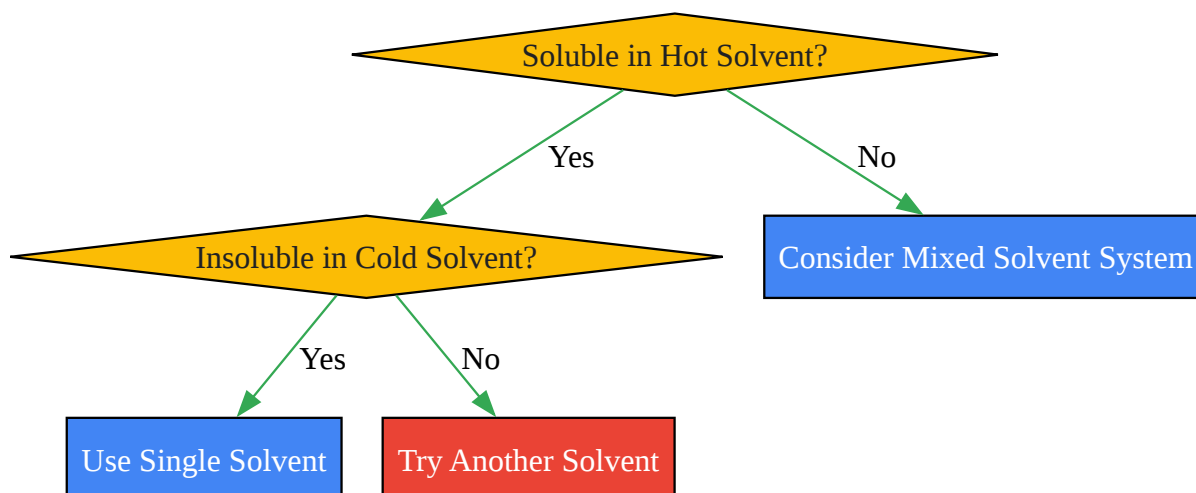 Soluble in Hot Solvent?
Yes
No
Insoluble in Cold Solvent?
Consider Mixed Solvent System
Yes
No
Use Single Solvent
Try Another Solvent